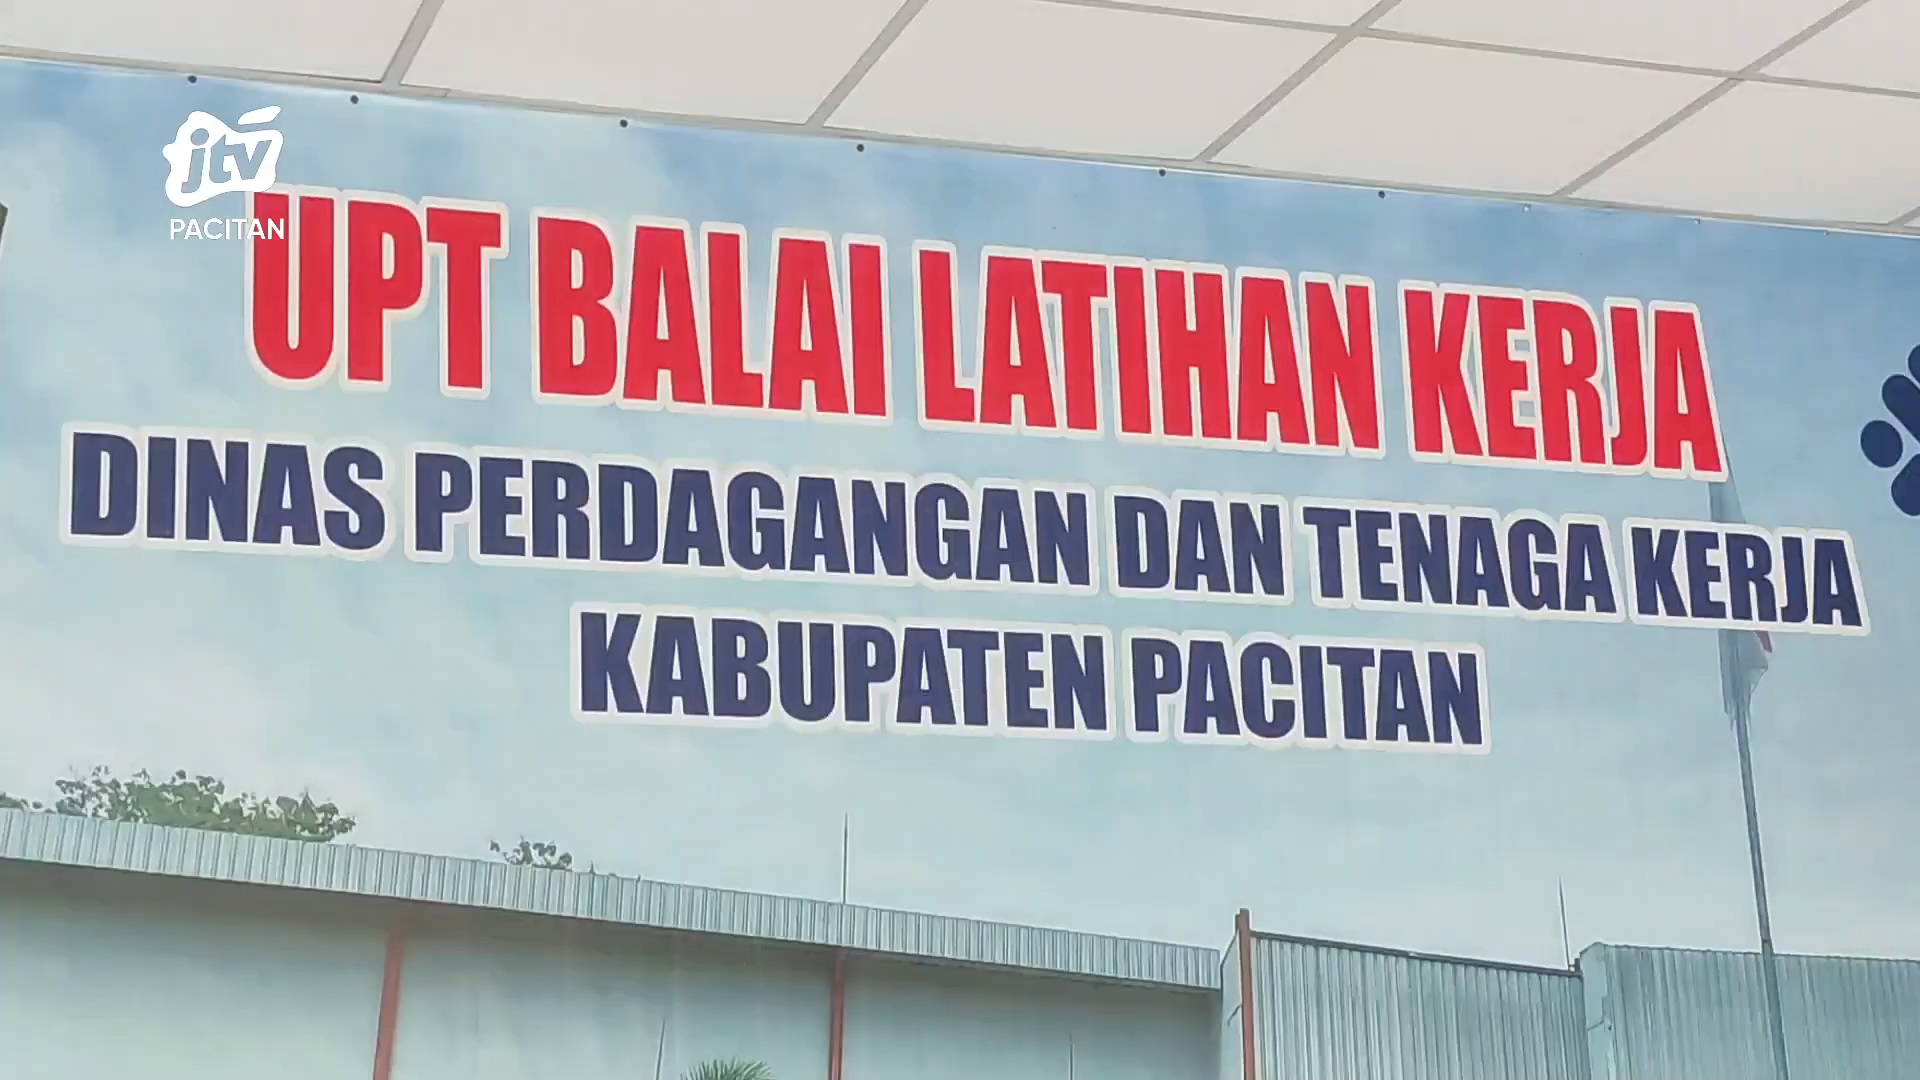 jtv
PACITAN
UPT BALAI LATIHAN KERJA
DINAS PERDAGANGAN DAN TENAGA KERJA
KABUPATEN PACITAN